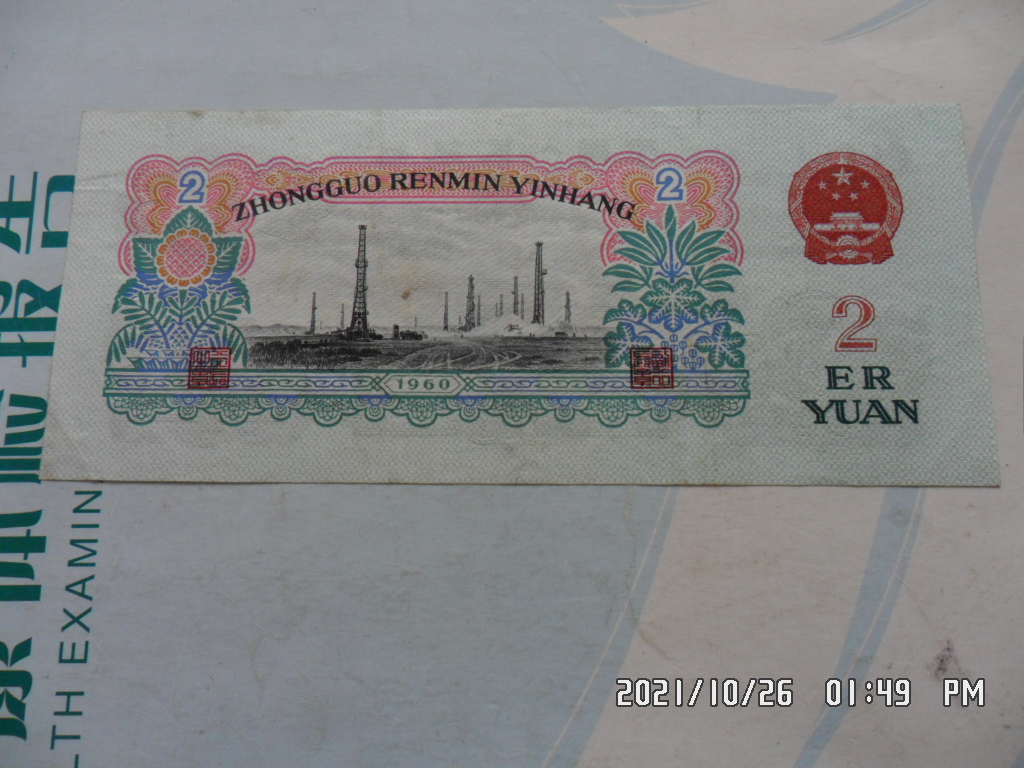 2
2
ZHONGGUO RENMIN YINHANG
1960
2
ER
YUAN
TH EXAMIN
2021/10/26 01:49 PM